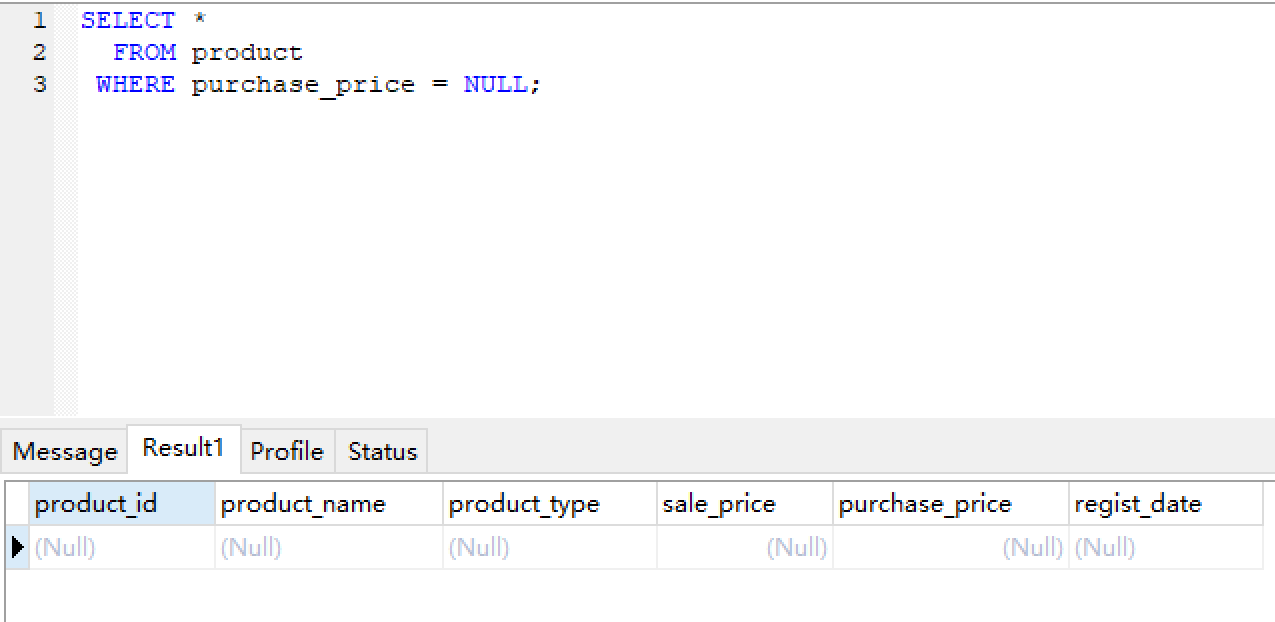 1 SELECT *
2 FROM product
3 WHERE purchase_price = NULL;
Message Result1 Profile Status
product_id product_name product_type sale_price purchase_price regist_date
(Null) (Null) (Null) (Null) (Null) (Null)